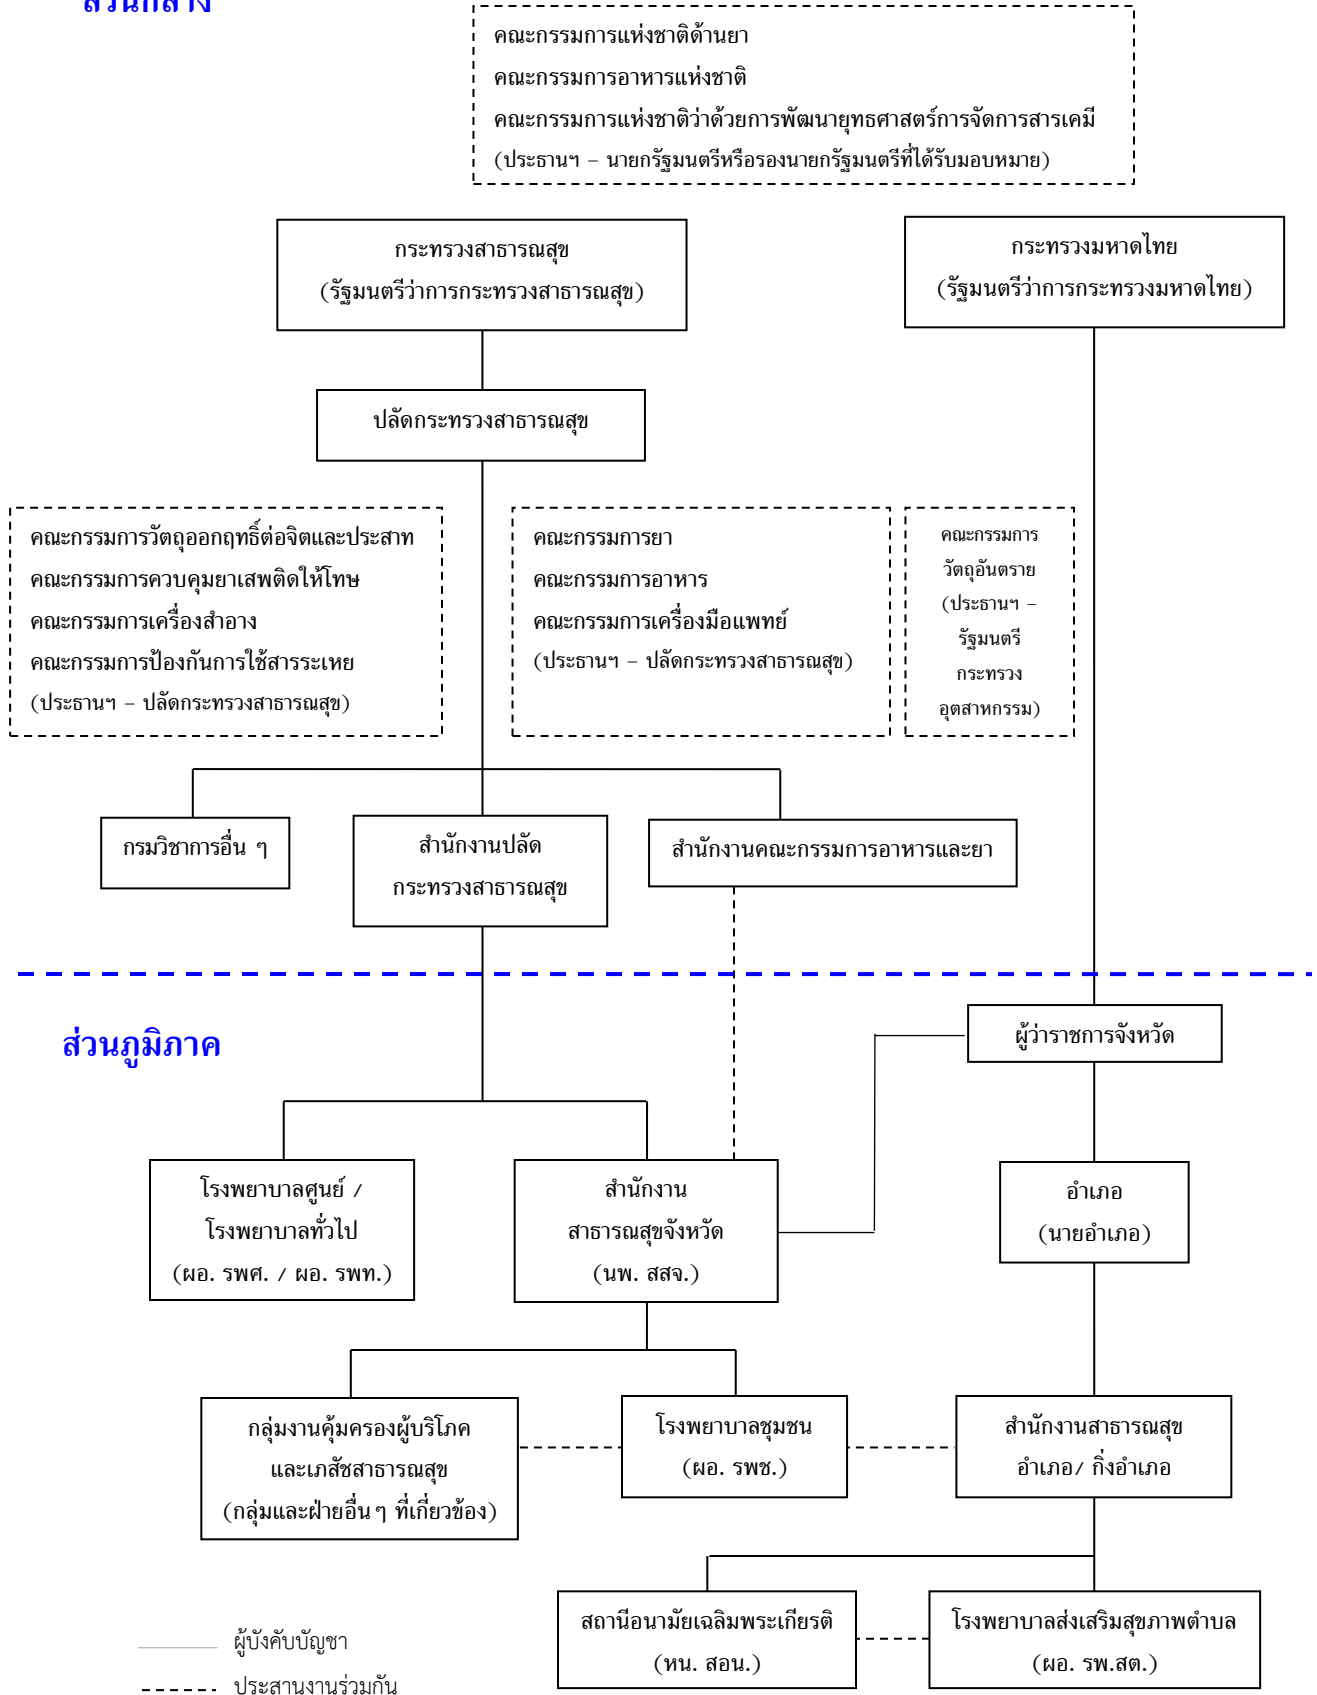 ส่วนกลาง
คณะกรรมการแห่งชาติด้านยา
คณะกรรมการอาหารแห่งชาติ
คณะกรรมการแห่งชาติว่าด้วยการพัฒนายุทธศาสตร์การจัดการสารเคมี
(ประธานฯ – นายกรัฐมนตรีหรือรองนายกรัฐมนตรีที่ได้รับมอบหมาย)
กระทรวงสาธารณสุข
(รัฐมนตรีว่าการกระทรวงสาธารณสุข)
กระทรวงมหาดไทย
(รัฐมนตรีว่าการกระทรวงมหาดไทย)
ปลัดกระทรวงสาธารณสุข
คณะกรรมการวัตถุออกฤทธิ์ต่อจิตและประสาท
คณะกรรมการควบคุมยาเสพติดให้โทษ
คณะกรรมการเครื่องสำอาง
คณะกรรมการป้องกันการใช้สารระเหย
(ประธานฯ – ปลัดกระทรวงสาธารณสุข)
คณะกรรมการยา
คณะกรรมการอาหาร
คณะกรรมการเครื่องมือแพทย์
(ประธานฯ – ปลัดกระทรวงสาธารณสุข)
คณะกรรมการ
วัตถุอันตราย
(ประธานฯ –
รัฐมนตรี
กระทรวง
อุตสาหกรรม)
กรมวิชาการอื่น ๆ
สำนักงานปลัด
กระทรวงสาธารณสุข
สำนักงานคณะกรรมการอาหารและยา
ส่วนภูมิภาค
ผู้ว่าราชการจังหวัด
โรงพยาบาลศูนย์ /
โรงพยาบาลทั่วไป
(ผอ. รพศ. / ผอ. รพท.)
สำนักงาน
สาธารณสุขจังหวัด
(นพ. สสจ.)
อำเภอ
(นายอำเภอ)
กลุ่มงานคุ้มครองผู้บริโภค
และเภสัชสาธารณสุข
(กลุ่มและฝ่ายอื่น ๆ ที่เกี่ยวข้อง)
โรงพยาบาลชุมชน
(ผอ. รพช.)
สำนักงานสาธารณสุข
อำเภอ/ กิ่งอำเภอ
สถานีอนามัยเฉลิมพระเกียรติ
(หน. สอน.)
โรงพยาบาลส่งเสริมสุขภาพตำบล
(ผอ. รพ.สต.)
ผู้บังคับบัญชา
ประสานงานร่วมกัน